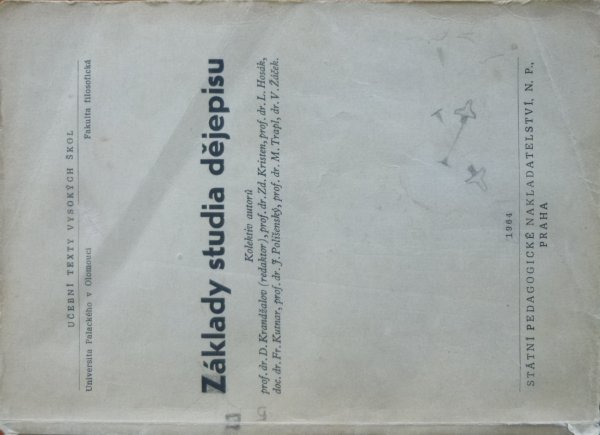 UČEBNÍ TEXTY VYSOKÝCH ŠKOL
Universita Palackého v Olomouci Fakulta filosofická
Základy studia dějepisu
Kolektiv autorů
prof. dr. D. Krandžalov (redaktor), prof. dr. Zd. Kristen, prof. dr. L. Hosák,
doc. dr. Fr. Kutnar, prof. dr. J. Polišenský, prof. dr. M. Trapl, dr. V. Žáček.
1964
STÁTNÍ PEDAGOGICKÉ NAKLADATELSTVÍ, N. P.,
PRAHA